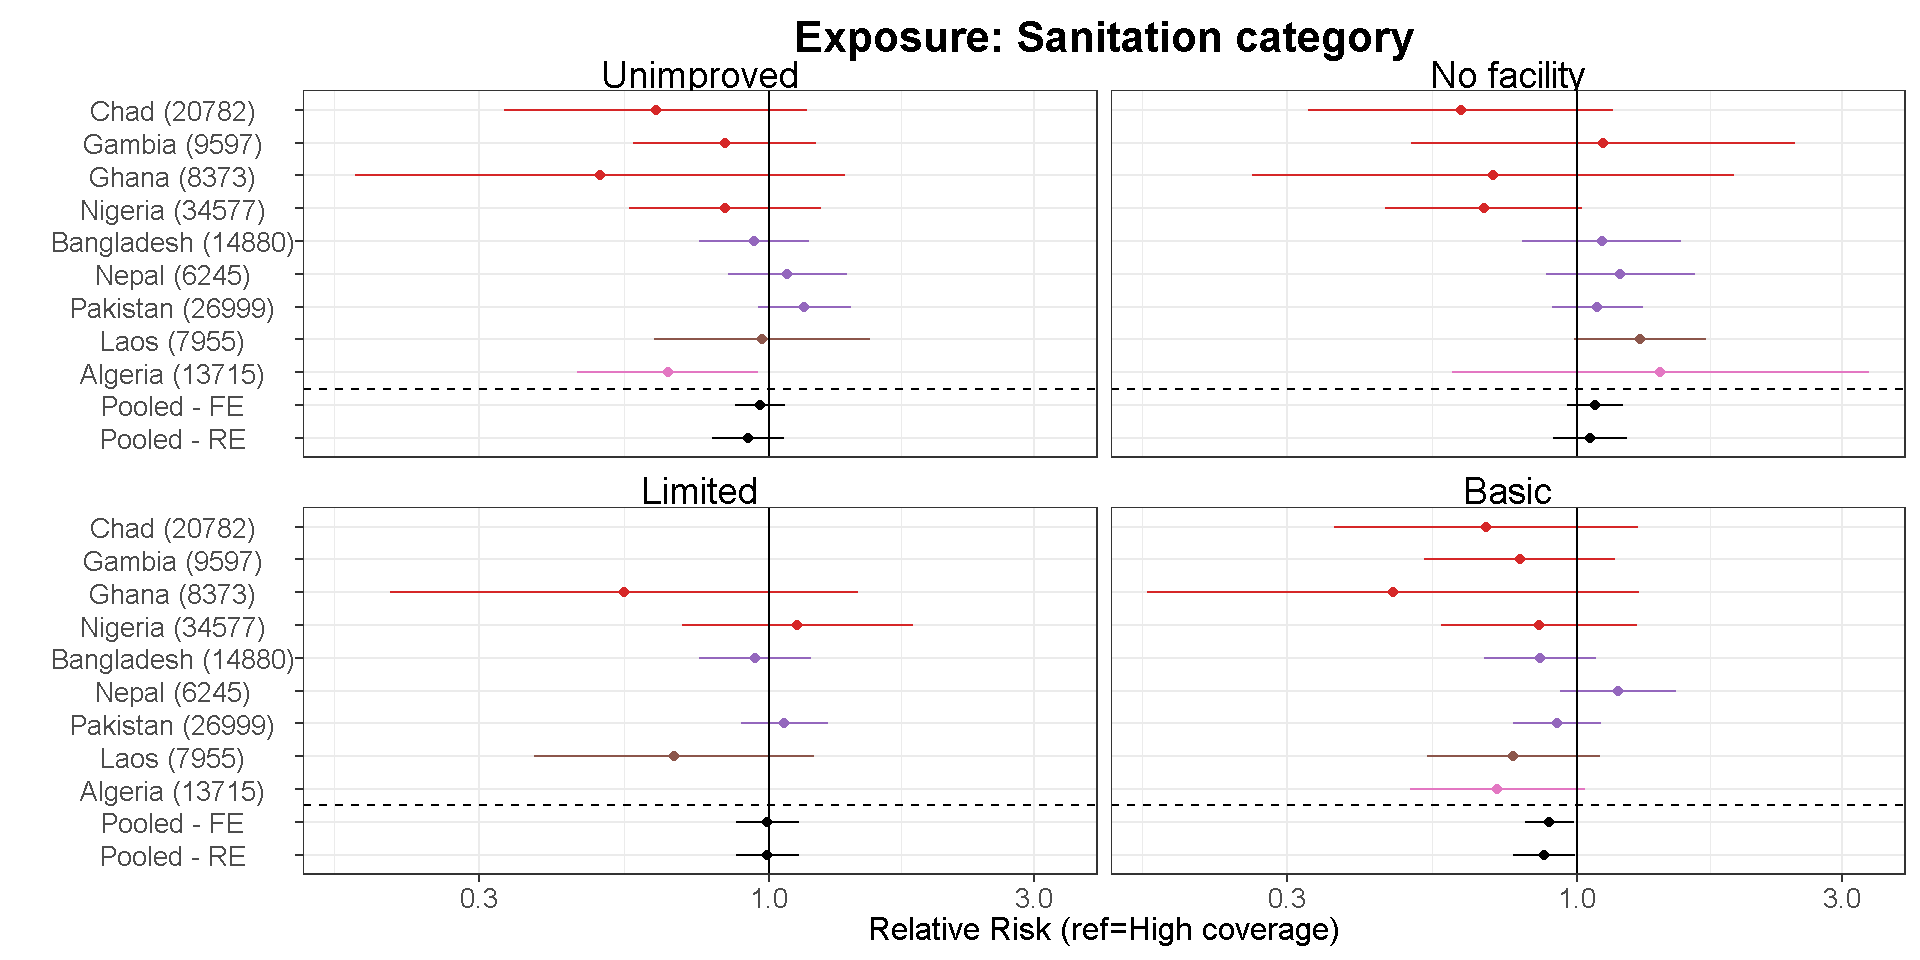 Exposure: Sanitation category
Unimproved
No facility
Chad (20782)
Gambia (9597)
Ghana (8373)
Nigeria (34577)
Bangladesh (14880)
Nepal (6245)
Pakistan (26999)
Laos (7955)
Algeria (13715)
Pooled - FE
Pooled - RE
Limited
Basic
Chad (20782)
Gambia (9597)
Ghana (8373)
Nigeria (34577)
Bangladesh (14880)
Nepal (6245)
Pakistan (26999)
Laos (7955)
Algeria (13715)
Pooled - FE
Pooled - RE
0.3 1.0 3.0 0.3 1.0 3.0
Relative Risk (ref=High coverage)